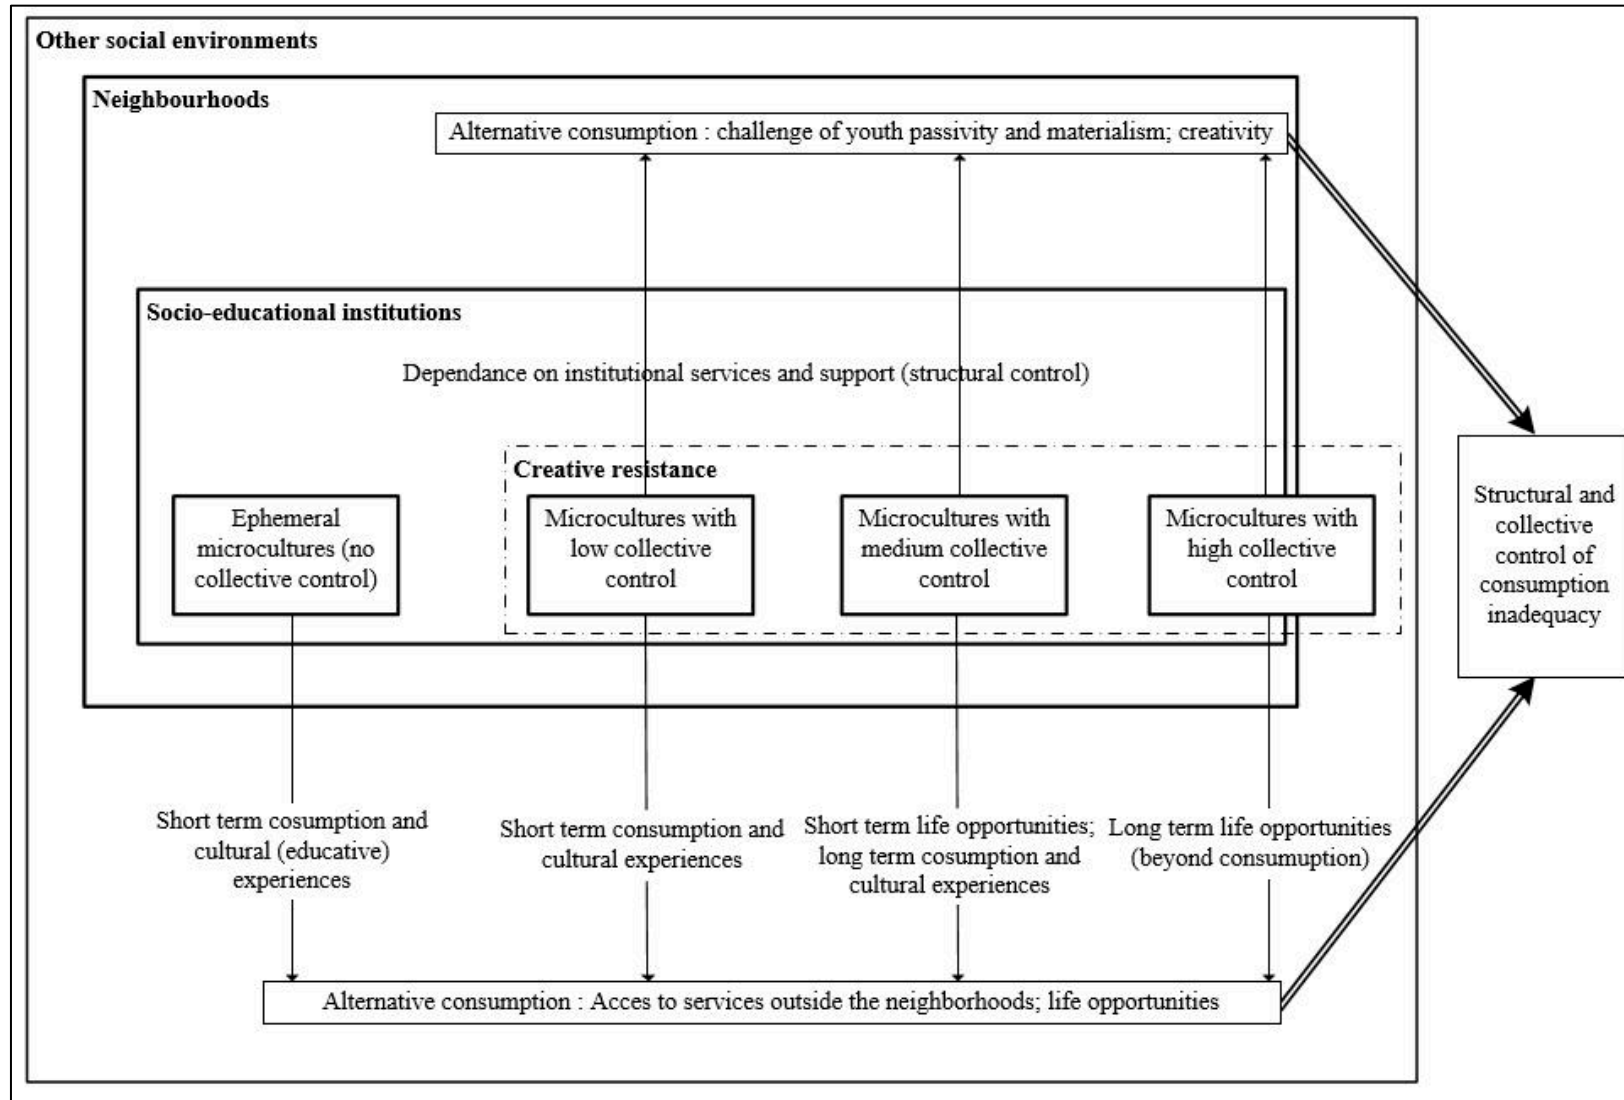 Other social environments
Neighbourhoods
Alternative consumption : challenge of youth passivity and materialism; creativity
Socio-educational institutions
Dependance on institutional services and support (structural control)
Creative resistance
Ephemeral
microcultures (no
collective control)
Microcultures with
low collective
control
Microcultures with
medium collective
control
Microcultures with
high collective
control
Structural and
collective
control of
consumption
inadequacy
Short term cosumption and
cultural (educative)
experiences
Short term consumption and
cultural experiences
Short term life opportunities;
long term cosumption and
cultural experiences
Long term life opportunities
(beyond consumuption)
Alternative consumption : Acces to services outside the neighborhoods; life opportunities